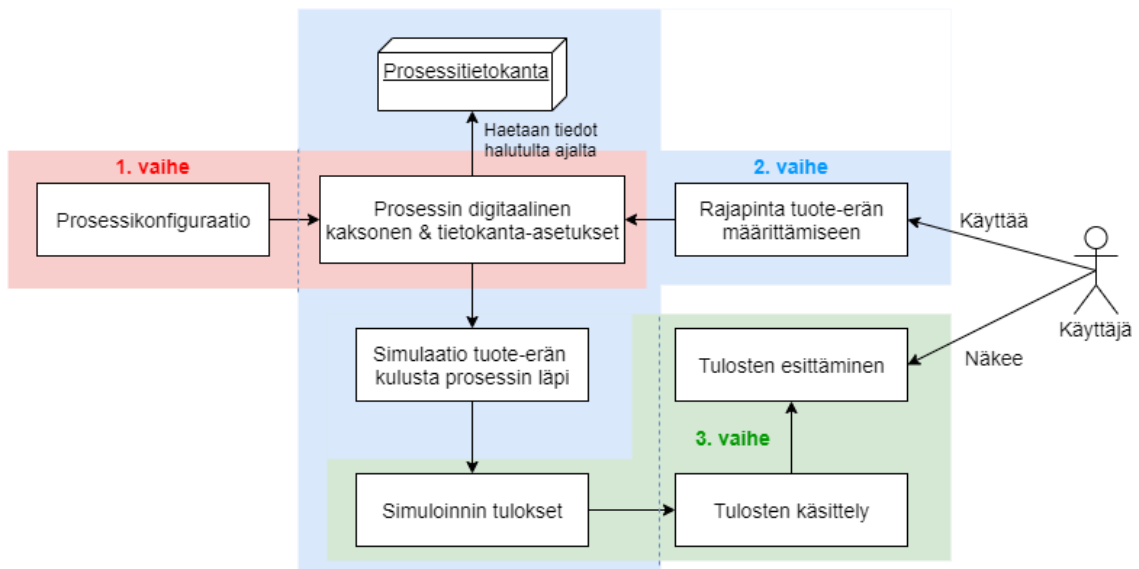 Prosessitietokanta
Haetaan tiedot
halutulta ajalta
1. vaihe
2. vaihe
Prosessikonfiguraatio
Prosessin digitaalinen
kaksonen & tietokanta-asetukset
Rajapinta tuote-erän
määrittämiseen
Käyttää
Käyttäjä
Simulaatio tuote-erän
kulusta prosessin läpi
Tulosten esittäminen
Näkee
3. vaihe
Simuloinnin tulokset
Tulosten käsittely